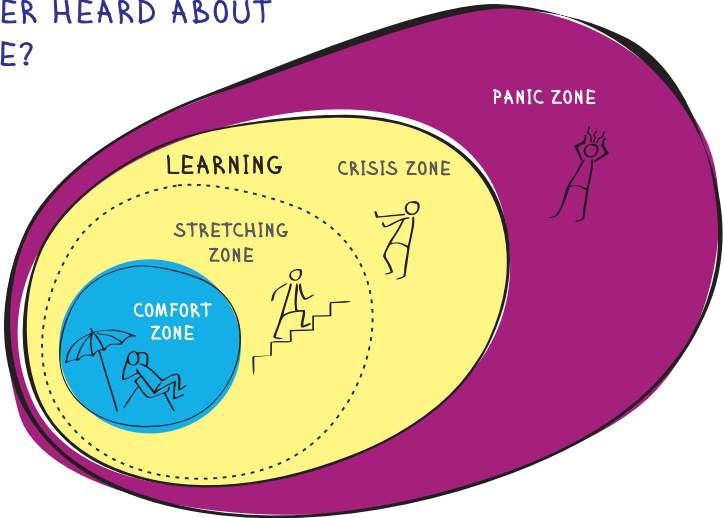 ER HEARD ABOUT
E?
PANIC ZONE
LEARNING
CRISIS ZONE
STRETCHING
ZONE
COMFORT
ZONE